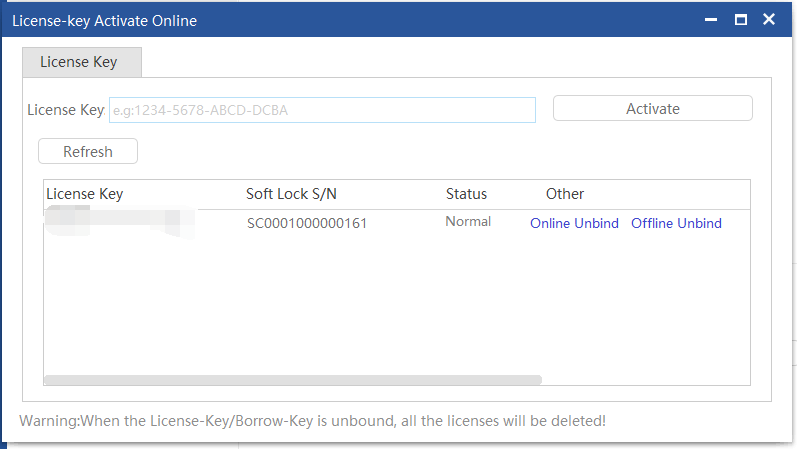 License-key Activate Online
License Key
License Key: e.g:1234-5678-ABCD-DCBA Activate
Refresh
License Key Soft Lock S/N Status Other
SC0001000000161 Normal Online Unbind Offline Unbind
Warning:When the License-Key/Borrow-Key is unbound, all the licenses will be deleted!